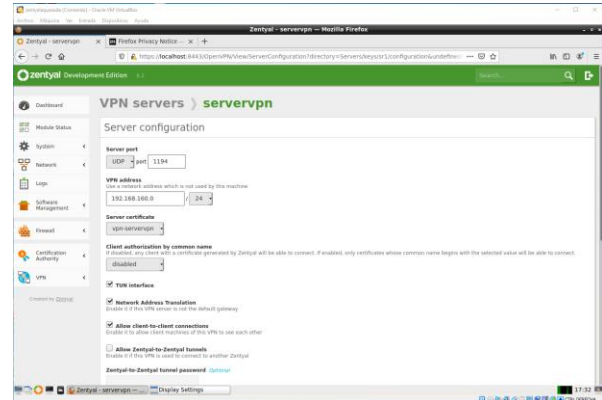 Zentyal - servervpn — Mozilla Firefox
Zentyal - servervpn
Firefox Privacy Notice —
https://localhost:8443/OpenVPN/View/ServerConfiguration?directory=Servers/keys/sr1/configuration&undefined
zentyal Development Edition 6.2
Search...
VPN servers servervpn
Dashboard
Module Status
System
Network
Logs
Software Management
Firewall
Certification Authority
VPN
Created by Zentyal
Server configuration
Server port
UDP port 1194
VPN address
Use a network address which is not used by this machine
192.168.160.0 / 24
Server certificate
vpn-servervpn
Client authorization by common name
If disabled, any client with a certificate generated by Zentyal will be able to connect. If enabled, only certificates whose common name begins with the selected value will be able to connect.
disabled
TUN interface
Network Address Translation
Enable it if this VPN server is not the default gateway
Allow client-to-client connections
Enable it to allow client machines of this VPN to see each other
Allow Zentyal-to-Zentyal tunnels
Enable it if this VPN is used to connect to another Zentyal
Zentyal-to-Zentyal tunnel password Optional
Zentyal - servervpn — ...
Display Settings
17:32